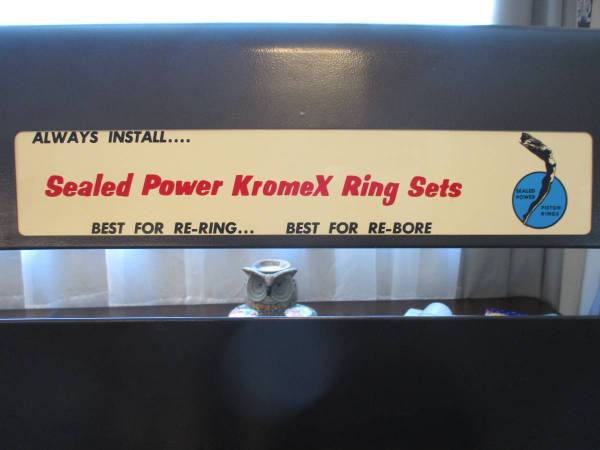 ALWAYS INSTALL....
Sealed Power KromeX Ring Sets
BEST FOR RE-RING... BEST FOR RE-BORE
SEALED
POWER
PISTON
RINGS